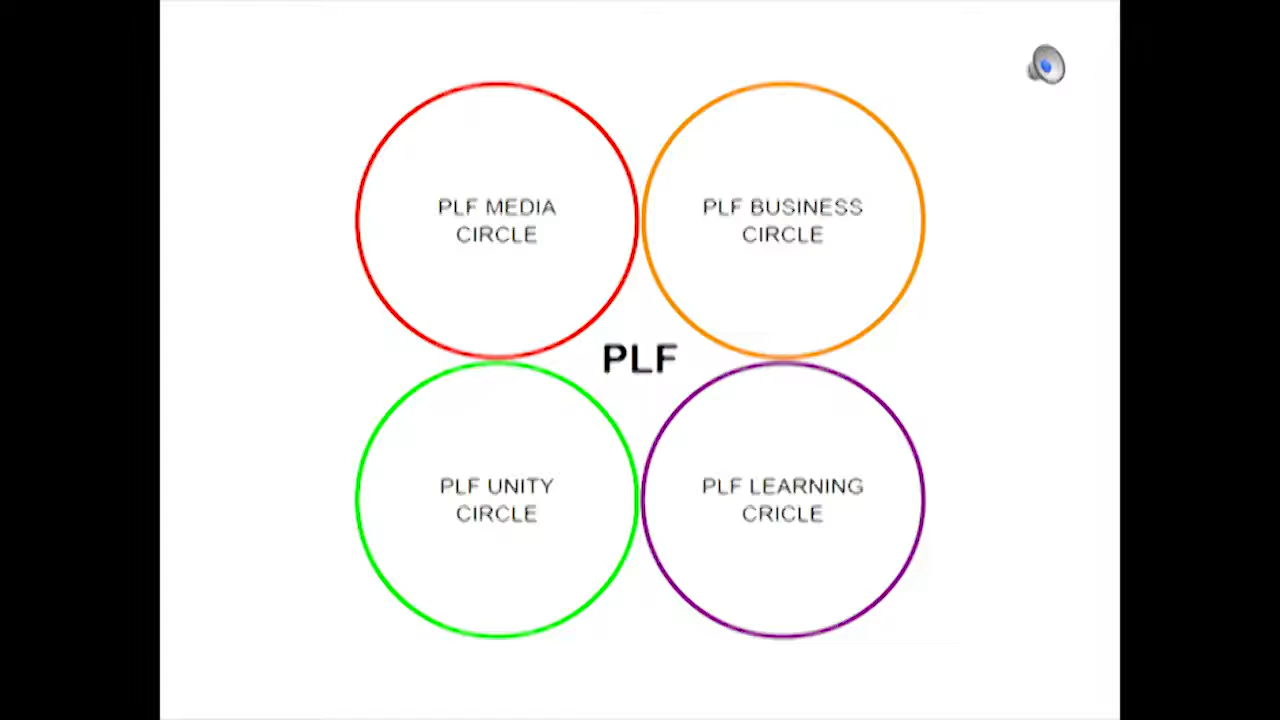 PLF MEDIA
CIRCLE
PLF BUSINESS
CIRCLE
PLF
PLF UNITY
CIRCLE
PLF LEARNING
CRICLE